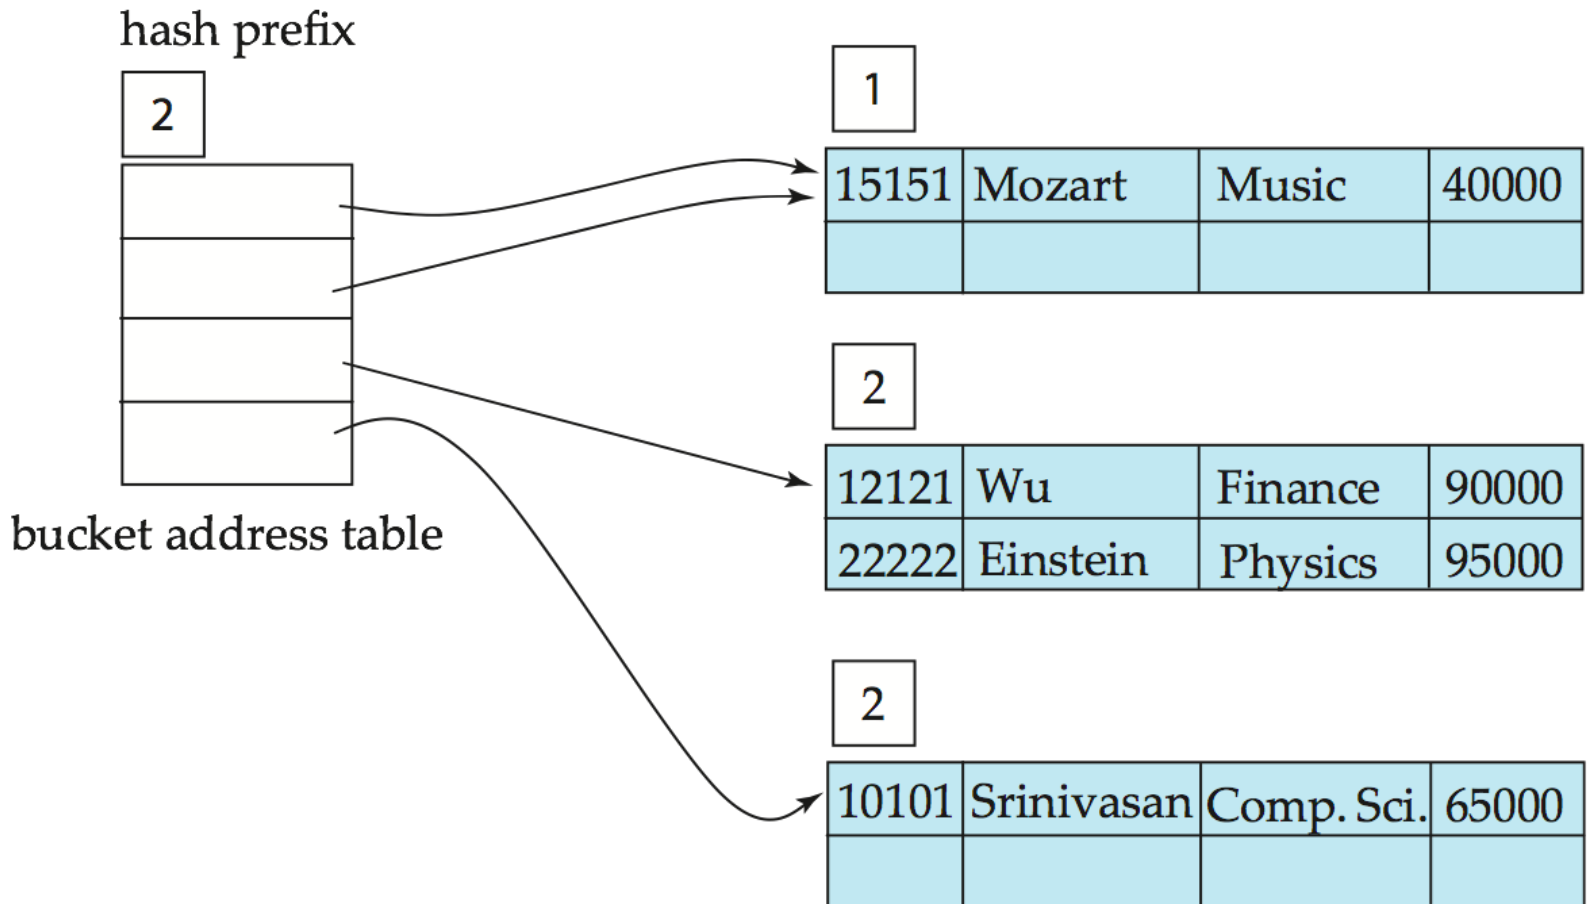 hash prefix
2
bucket address table
1
15151 Mozart Music 40000
2
12121 Wu Finance 90000
22222 Einstein Physics 95000
2
10101 Srinivasan Comp. Sci. 65000